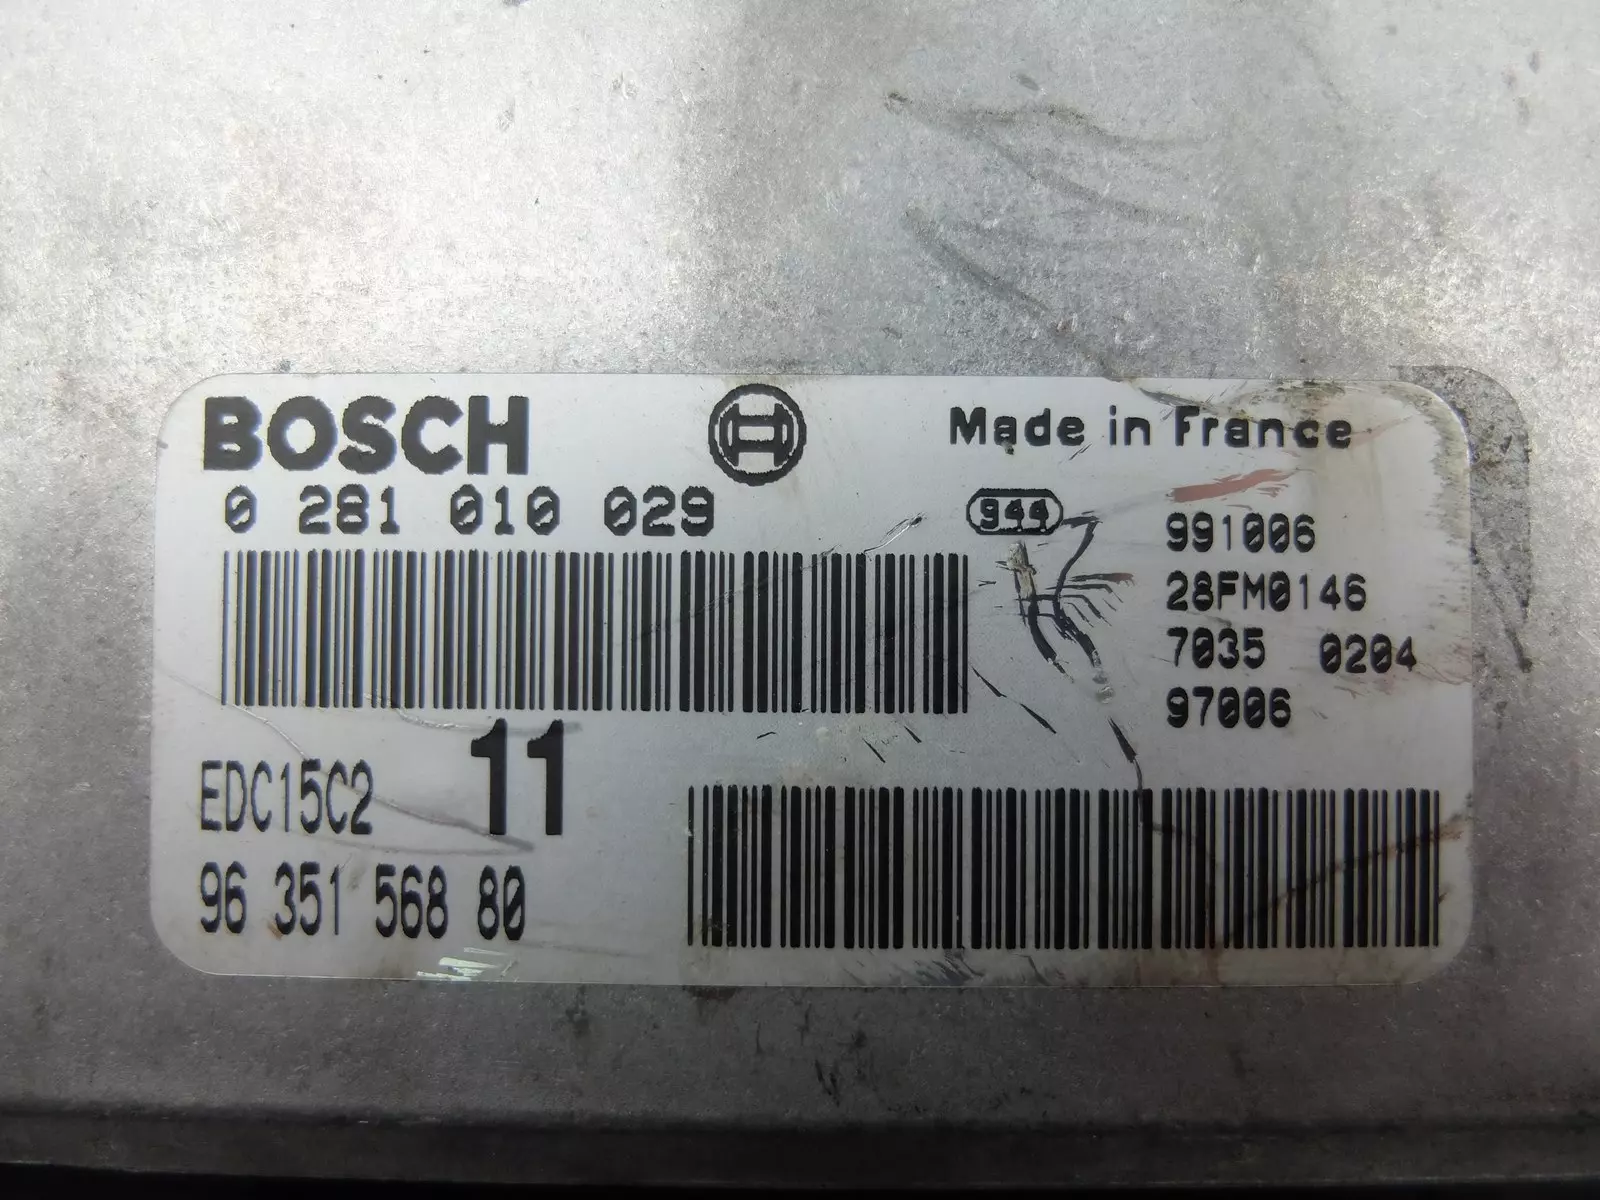 BOSCH
Made in France
0 281 010 029
944
991006
28FM0146
7035 0204
97006
EDC15C2
11
96 351 568 80